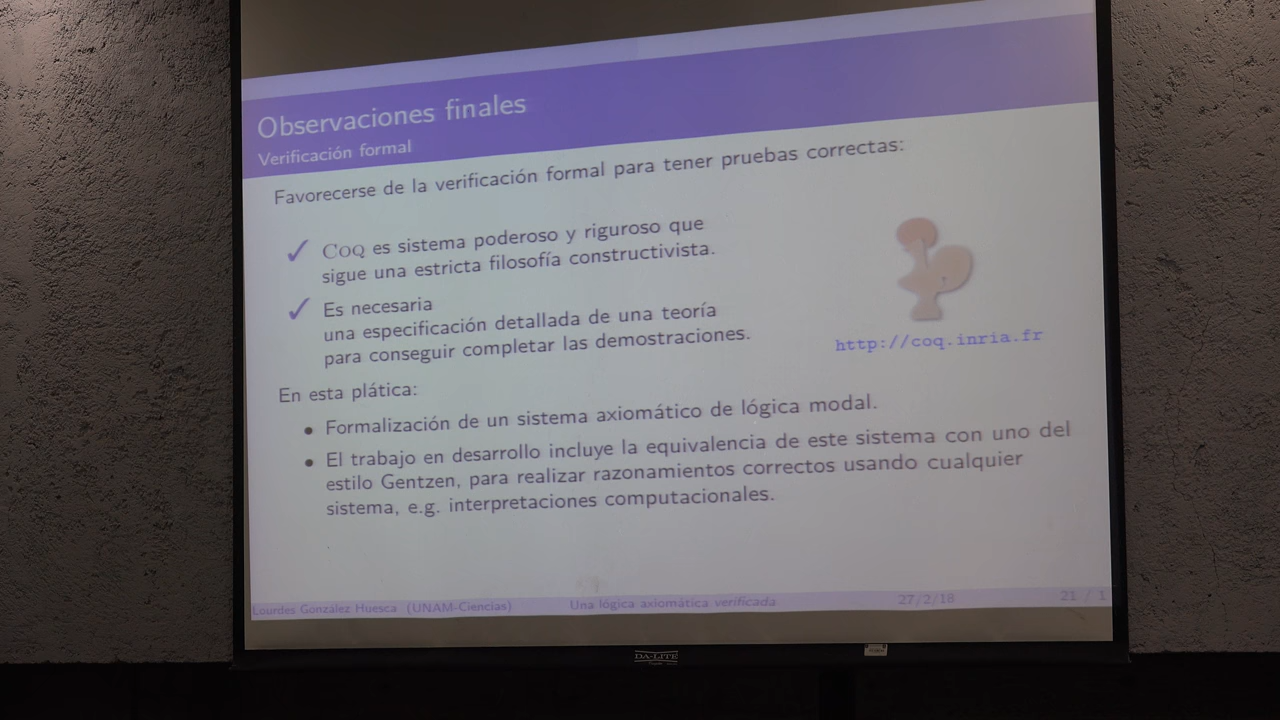 Observaciones finales
Verificación formal
Favorecerse de la verificación formal para tener pruebas correctas:
✓ Coq es sistema poderoso y riguroso que
sigue una estricta filosofía constructivista.
✓ Es necesaria
una especificación detallada de una teoría
para conseguir completar las demostraciones.
http://coq.inria.fr
En esta plática:
• Formalización de un sistema axiomático de lógica modal.
• El trabajo en desarrollo incluye la equivalencia de este sistema con uno del
estilo Gentzen, para realizar razonamientos correctos usando cualquier
sistema, e.g. interpretaciones computacionales.
Lourdes González Huesca (UNAM-Ciencias) Una lógica axiomática verificada 27/2/18 21 / 1
DA-LITE